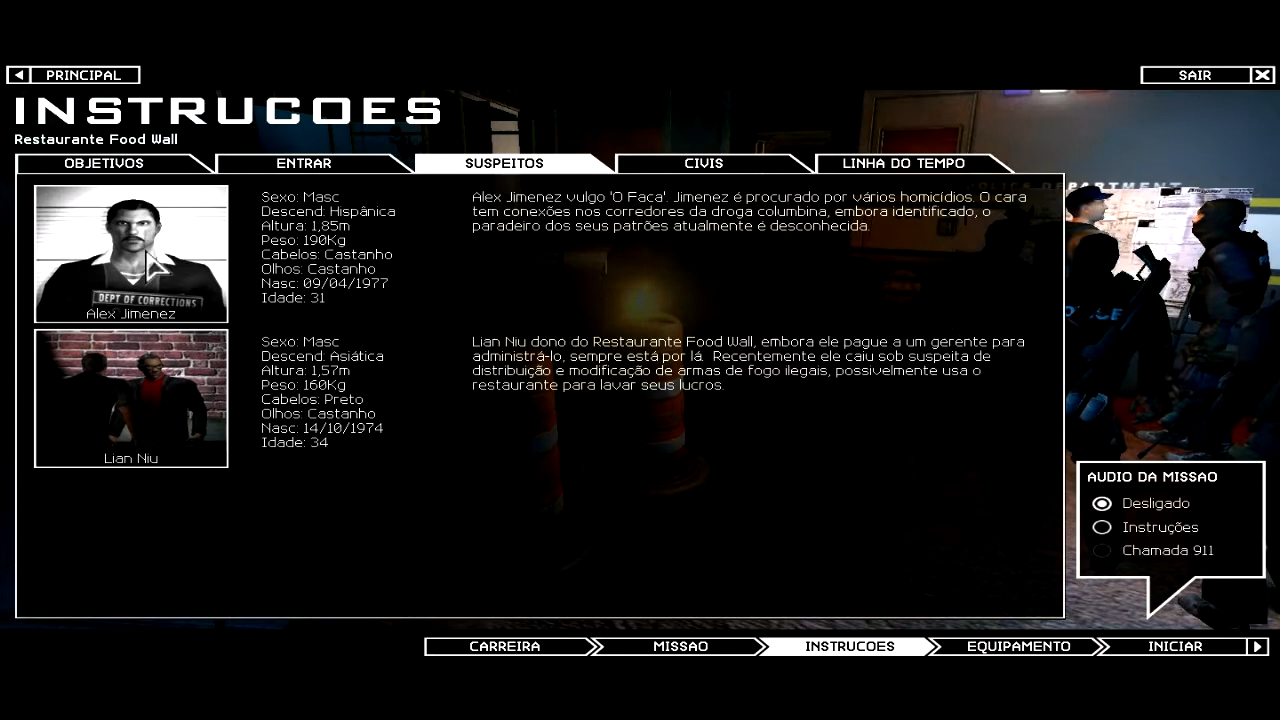 PRINCIPAL
SAIR
INSTRUCOES
Restaurante Food Wall
OBJETIVOS
ENTRAR
SUSPEITOS
CIVIS
LINHA DO TEMPO
Sexo: Masc
Descend: Hispânica
Altura: 1,85m
Peso: 190Kg
Cabelos: Castanho
Olhos: Castanho
Nasc: 09/04/1977
Idade: 31
Alex Jimenez vulgo 'O Faca'. Jimenez é procurado por vários homicídios. O cara
tem conexões nos corredores da droga columbina, embora identificado, o
paradeiro dos seus patrões atualmente é desconhecida.
DEPT OF CORRECTIONS
Alex Jimenez
Sexo: Masc
Descend: Asiática
Altura: 1,57m
Peso: 160Kg
Cabelos: Preto
Olhos: Castanho
Nasc: 14/10/1974
Idade: 34
Lian Niu dono do Restaurante Food Wall, embora ele pague a um gerente para
administrá-lo, sempre está por lá. Recentemente ele caiu sob suspeita de
distribuição e modificação de armas de fogo ilegais, possivelmente usa o
restaurante para lavar seus lucros.
Lian Niu
DEPARTMENT
AUDIO DA MISSAO
Desligado
Instruções
Chamada 911
CARREIRA
MISSAO
INSTRUCOES
EQUIPAMENTO
INICIAR